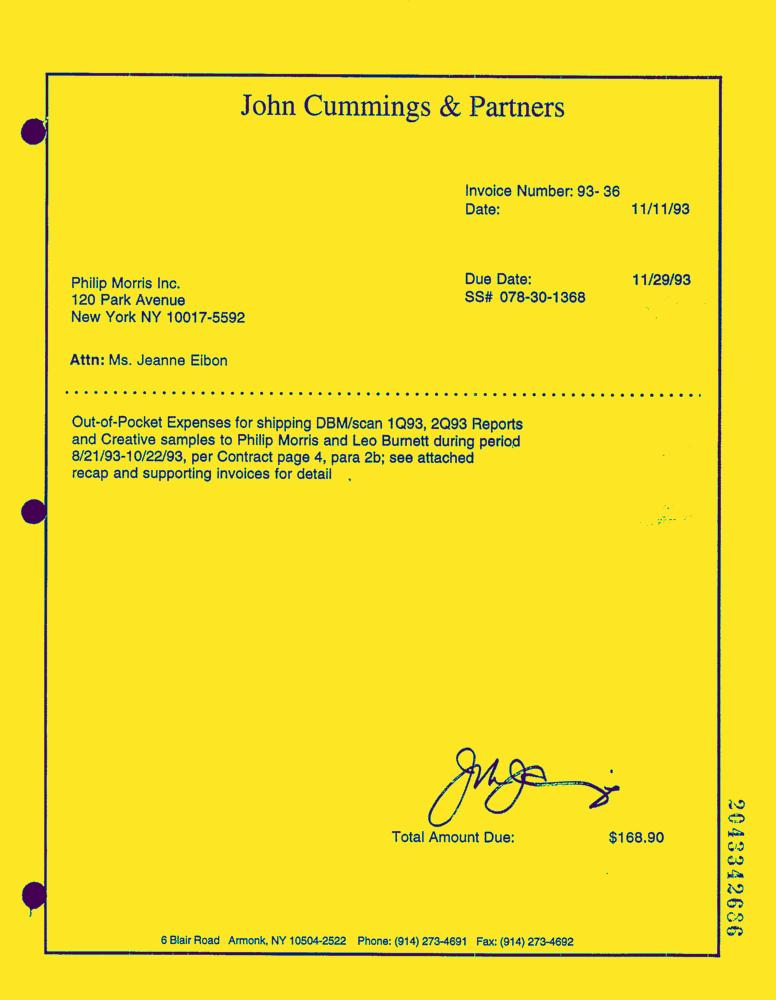 John Cummings & Partners
Invoice Number: 93- 36
Date: 11/11/93
Philip Morris Inc.
120 Park Avenue
New York NY 10017-5592
Due Date: 11/29/93
SS# 078-30-1368
Attn: Ms. Jeanne Eibon
Out-of-Pocket Expenses for shipping DBM/scan 1Q93, 2Q93 Reports
and Creative samples to Philip Morris and Leo Burnett during period
8/21/93-10/22/93, per Contract page 4, para 2b; see attached
recap and supporting invoices for detail
Total Amount Due: $168.90
6 Blair Road Armonk, NY 10504-2522 Phone: (914) 273-4691 Fax: (914) 273-4692